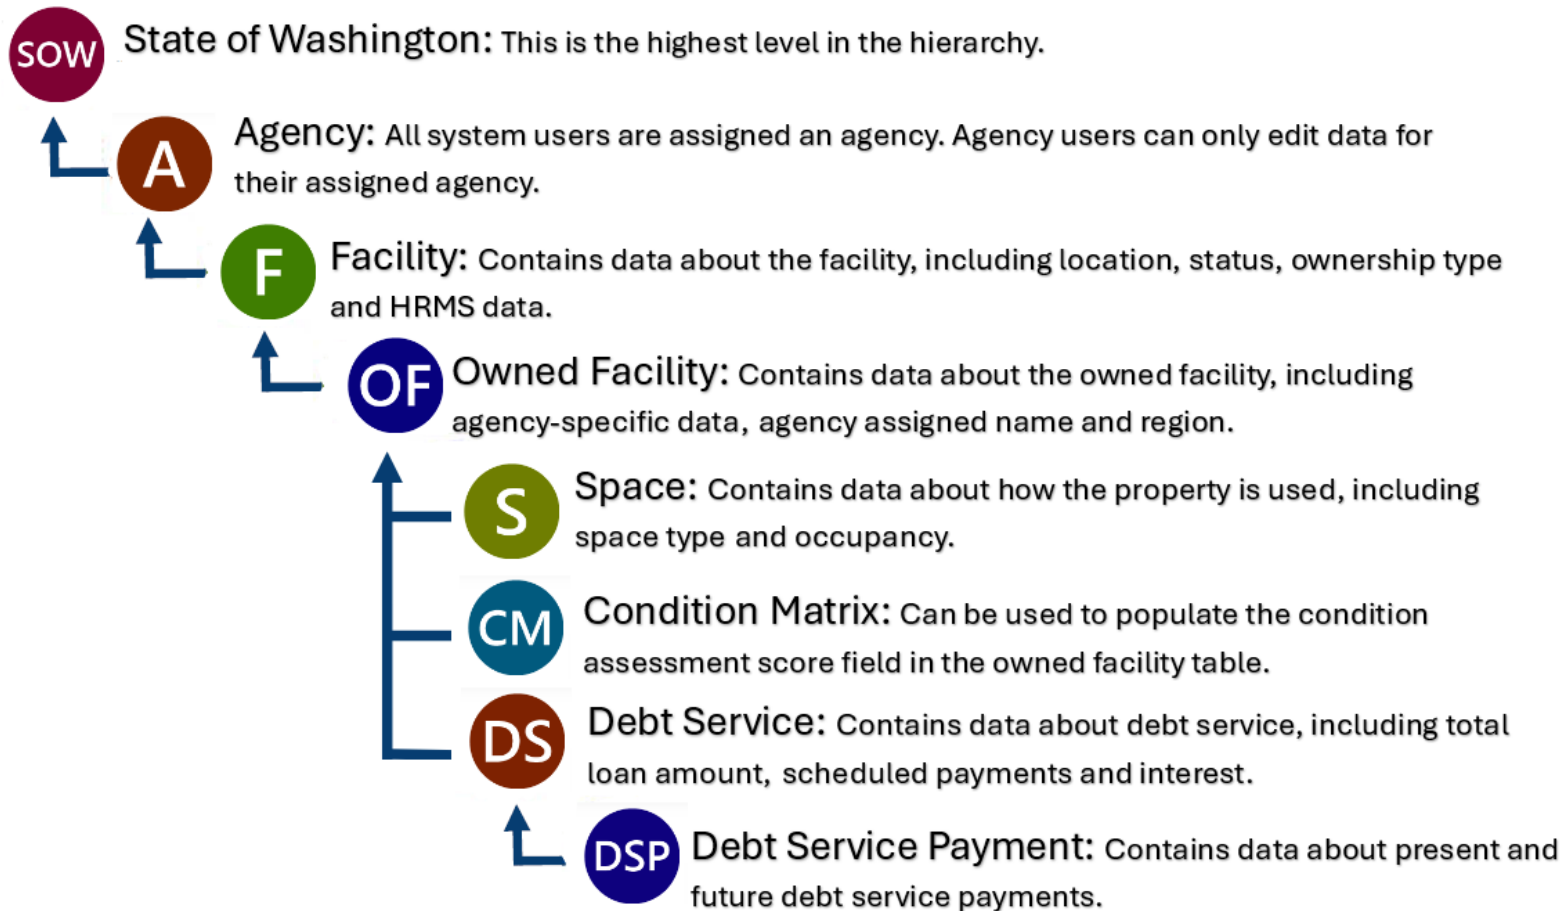 SOW State of Washington: This is the highest level in the hierarchy.
A Agency: All system users are assigned an agency. Agency users can only edit data for
their assigned agency.
F Facility: Contains data about the facility, including location, status, ownership type
and HRMS data.
OF Owned Facility: Contains data about the owned facility, including
agency-specific data, agency assigned name and region.
S Space: Contains data about how the property is used, including
space type and occupancy.
CM Condition Matrix: Can be used to populate the condition
assessment score field in the owned facility table.
DS Debt Service: Contains data about debt service, including total
loan amount, scheduled payments and interest.
DSP Debt Service Payment: Contains data about present and
future debt service payments.